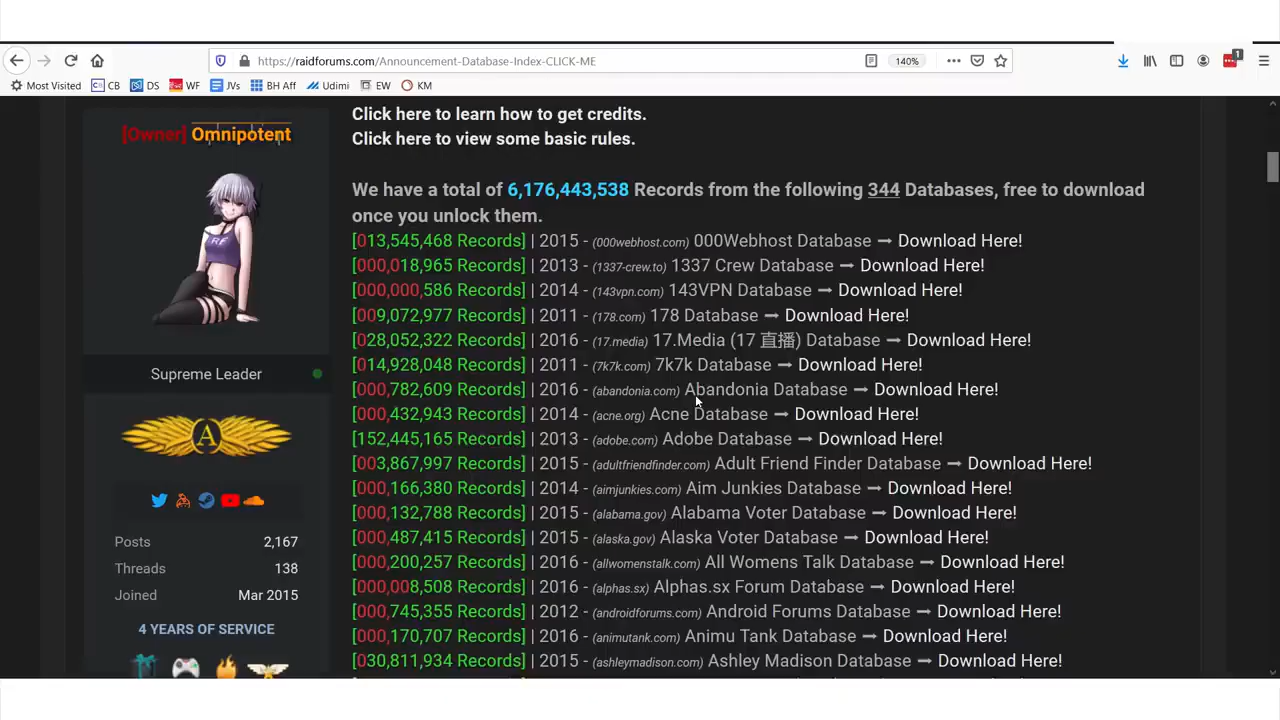 https://raidforums.com/Announcement-Database-Index-CLICK-ME
140%
1
Most Visited CB DS WF JVs BH Aff Udimi EW KM
Click here to learn how to get credits.
[Owner] Omnipotent
Click here to view some basic rules.
We have a total of 6,176,443,538 Records from the following 344 Databases, free to download
once you unlock them.
[013,545,468 Records] | 2015 - (000webhost.com) 000Webhost Database ➞ Download Here!
[000,018,965 Records] | 2013 - (1337-crew.to) 1337 Crew Database ➞ Download Here!
[000,000,586 Records] | 2014 - (143vpn.com) 143VPN Database ➞ Download Here!
[009,072,977 Records] | 2011 - (178.com) 178 Database ➞ Download Here!
[028,052,322 Records] | 2016 - (17.media) 17.Media (17 直播) Database ➞ Download Here!
[014,928,048 Records] | 2011 - (7k7k.com) 7k7k Database ➞ Download Here!
[000,782,609 Records] | 2016 - (abandonia.com) Abandonia Database ➞ Download Here!
[000,432,943 Records] | 2014 - (acne.org) Acne Database ➞ Download Here!
[152,445,165 Records] | 2013 - (adobe.com) Adobe Database ➞ Download Here!
[003,867,997 Records] | 2015 - (adultfriendfinder.com) Adult Friend Finder Database ➞ Download Here!
[000,166,380 Records] | 2014 - (aimjunkies.com) Aim Junkies Database ➞ Download Here!
[000,132,788 Records] | 2015 - (alabama.gov) Alabama Voter Database ➞ Download Here!
[000,487,415 Records] | 2015 - (alaska.gov) Alaska Voter Database ➞ Download Here!
[000,200,257 Records] | 2016 - (allwomenstalk.com) All Womens Talk Database ➞ Download Here!
[000,008,508 Records] | 2016 - (alphas.sx) Alphas.sx Forum Database ➞ Download Here!
[000,745,355 Records] | 2012 - (androidforums.com) Android Forums Database ➞ Download Here!
[000,170,707 Records] | 2016 - (animutank.com) Animu Tank Database ➞ Download Here!
[030,811,934 Records] | 2015 - (ashleymadison.com) Ashley Madison Database ➞ Download Here!
RF
Supreme Leader
A
Posts 2,167
Threads 138
Joined Mar 2015
4 YEARS OF SERVICE